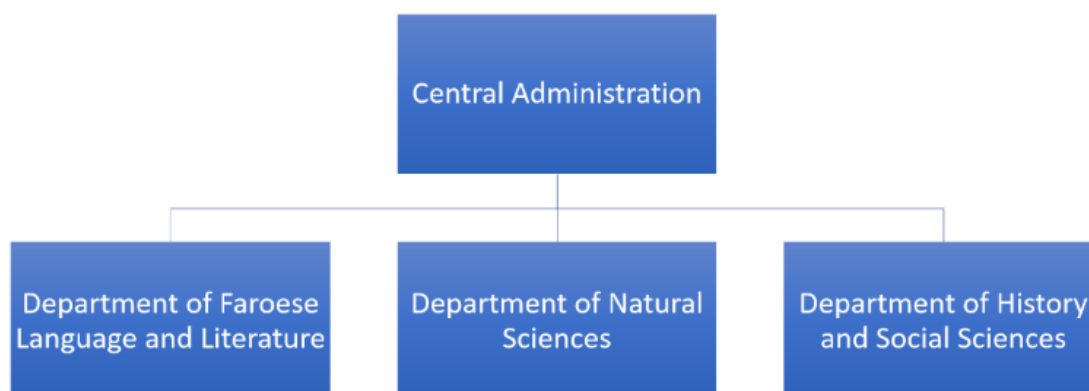 Central Administration
Department of Faroese
Language and Literature
Department of Natural
Sciences
Department of History
and Social Sciences